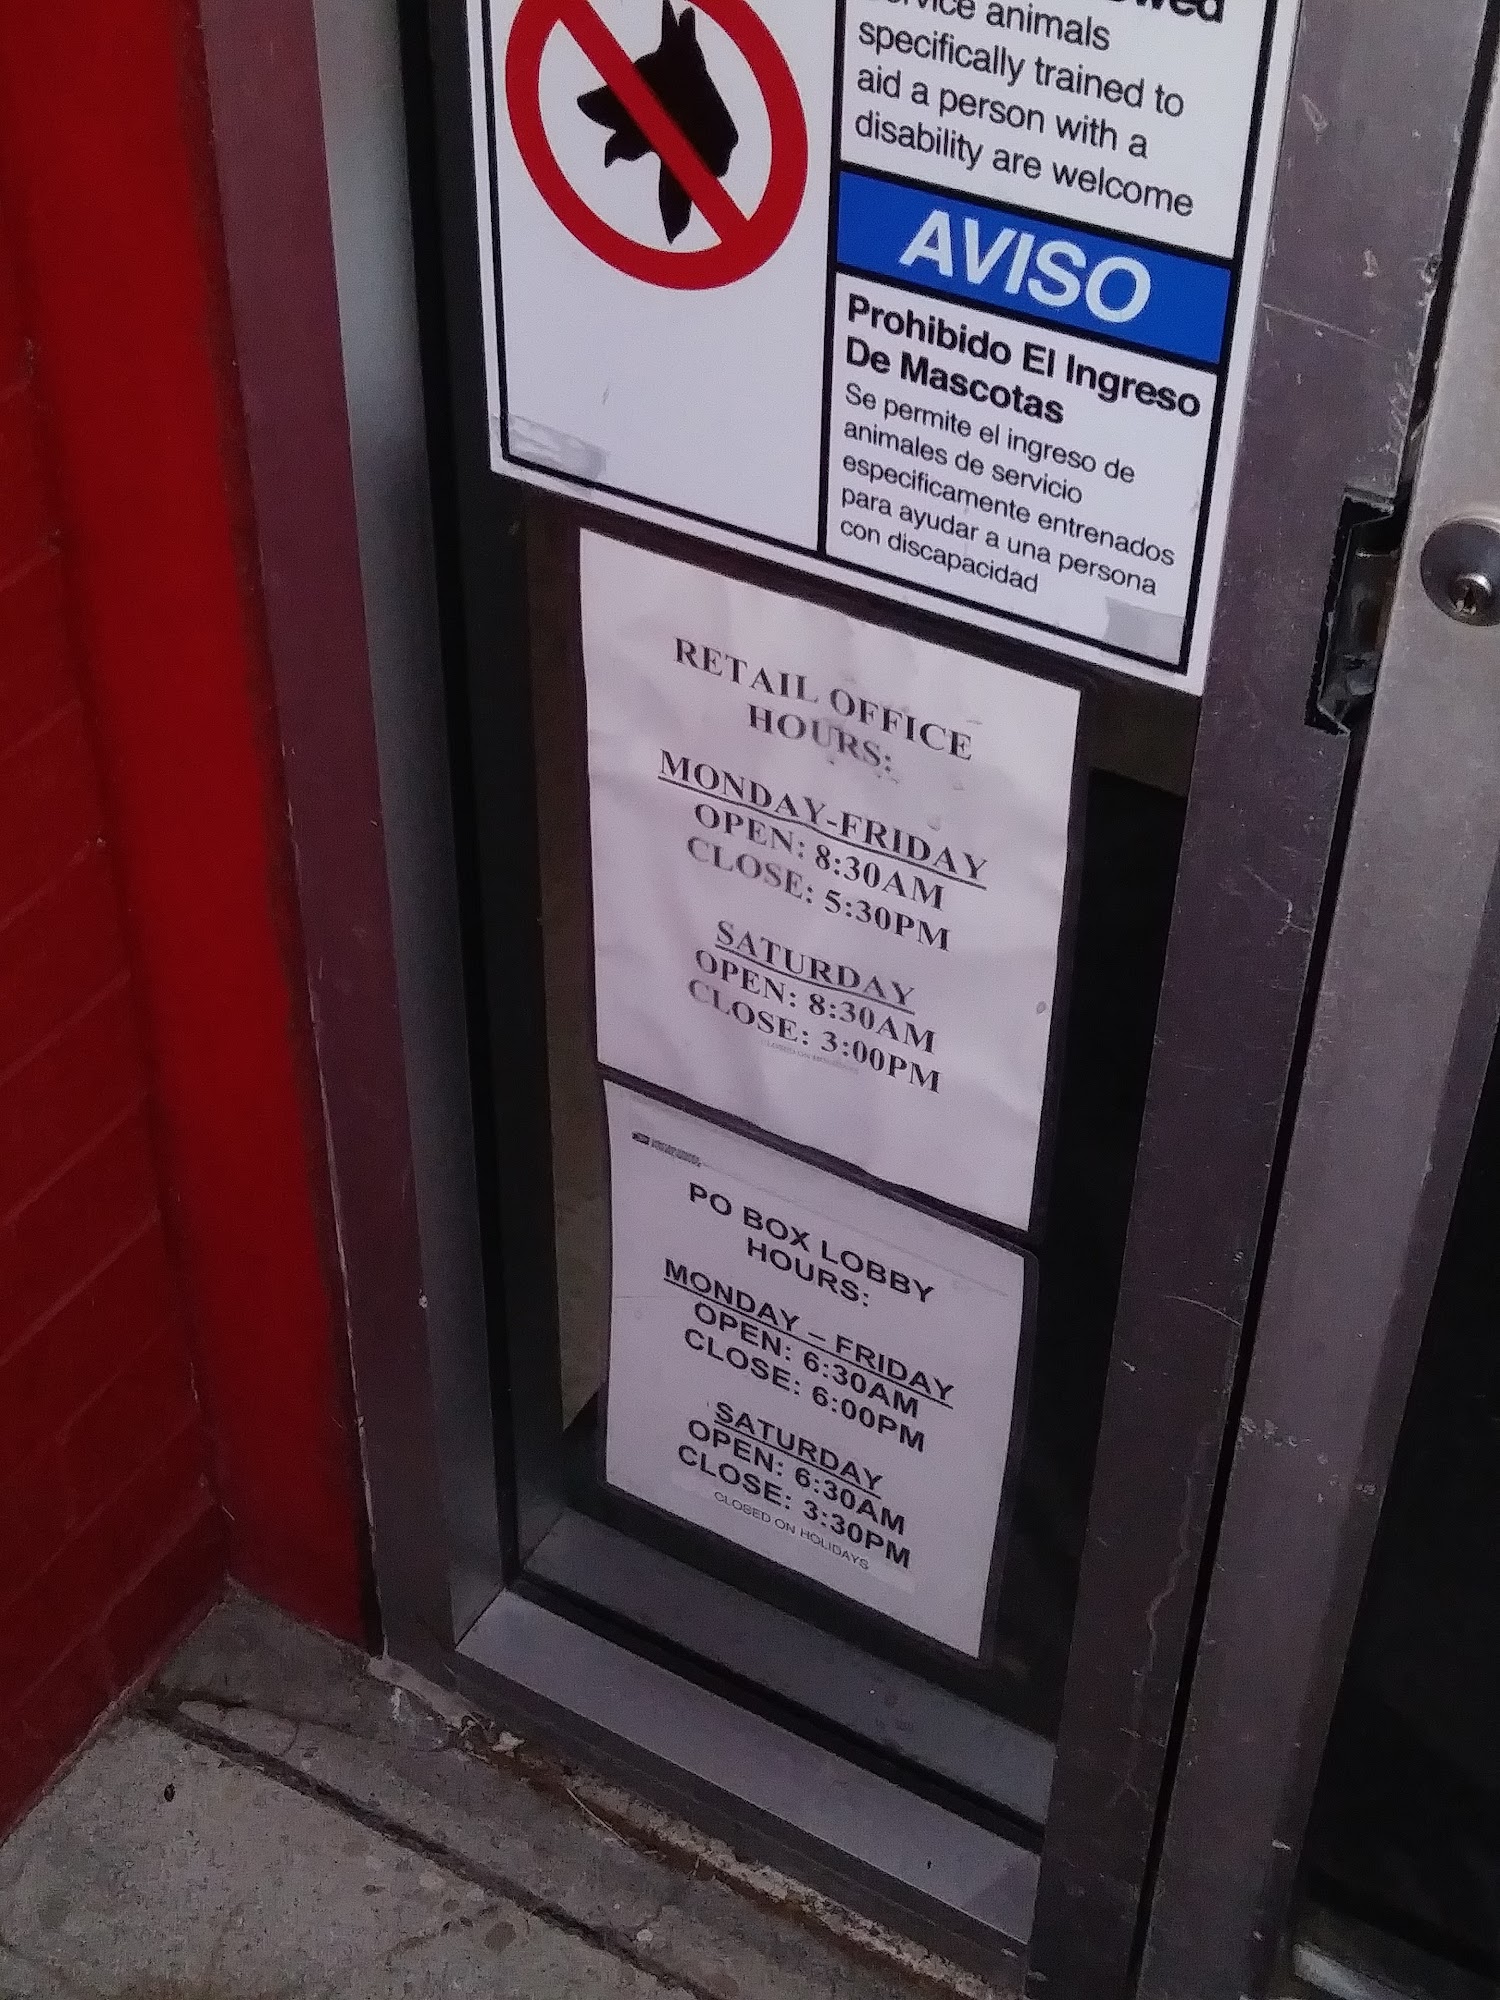 service animals
specifically trained to
aid a person with a
disability are welcome
AVISO
Prohibido El Ingreso
De Mascotas
Se permite el ingreso de
animales de servicio
especificamente entrenados
para ayudar a una persona
con discapacidad
RETAIL OFFICE
HOURS:
MONDAY-FRIDAY
OPEN: 8:30AM
CLOSE: 5:30PM
SATURDAY
OPEN: 8:30AM
CLOSE: 3:00PM
CLOSED ON HOLIDAYS
PO BOX LOBBY
HOURS:
MONDAY – FRIDAY
OPEN: 6:30AM
CLOSE: 6:00PM
SATURDAY
OPEN: 6:30AM
CLOSE: 3:30PM
CLOSED ON HOLIDAYS